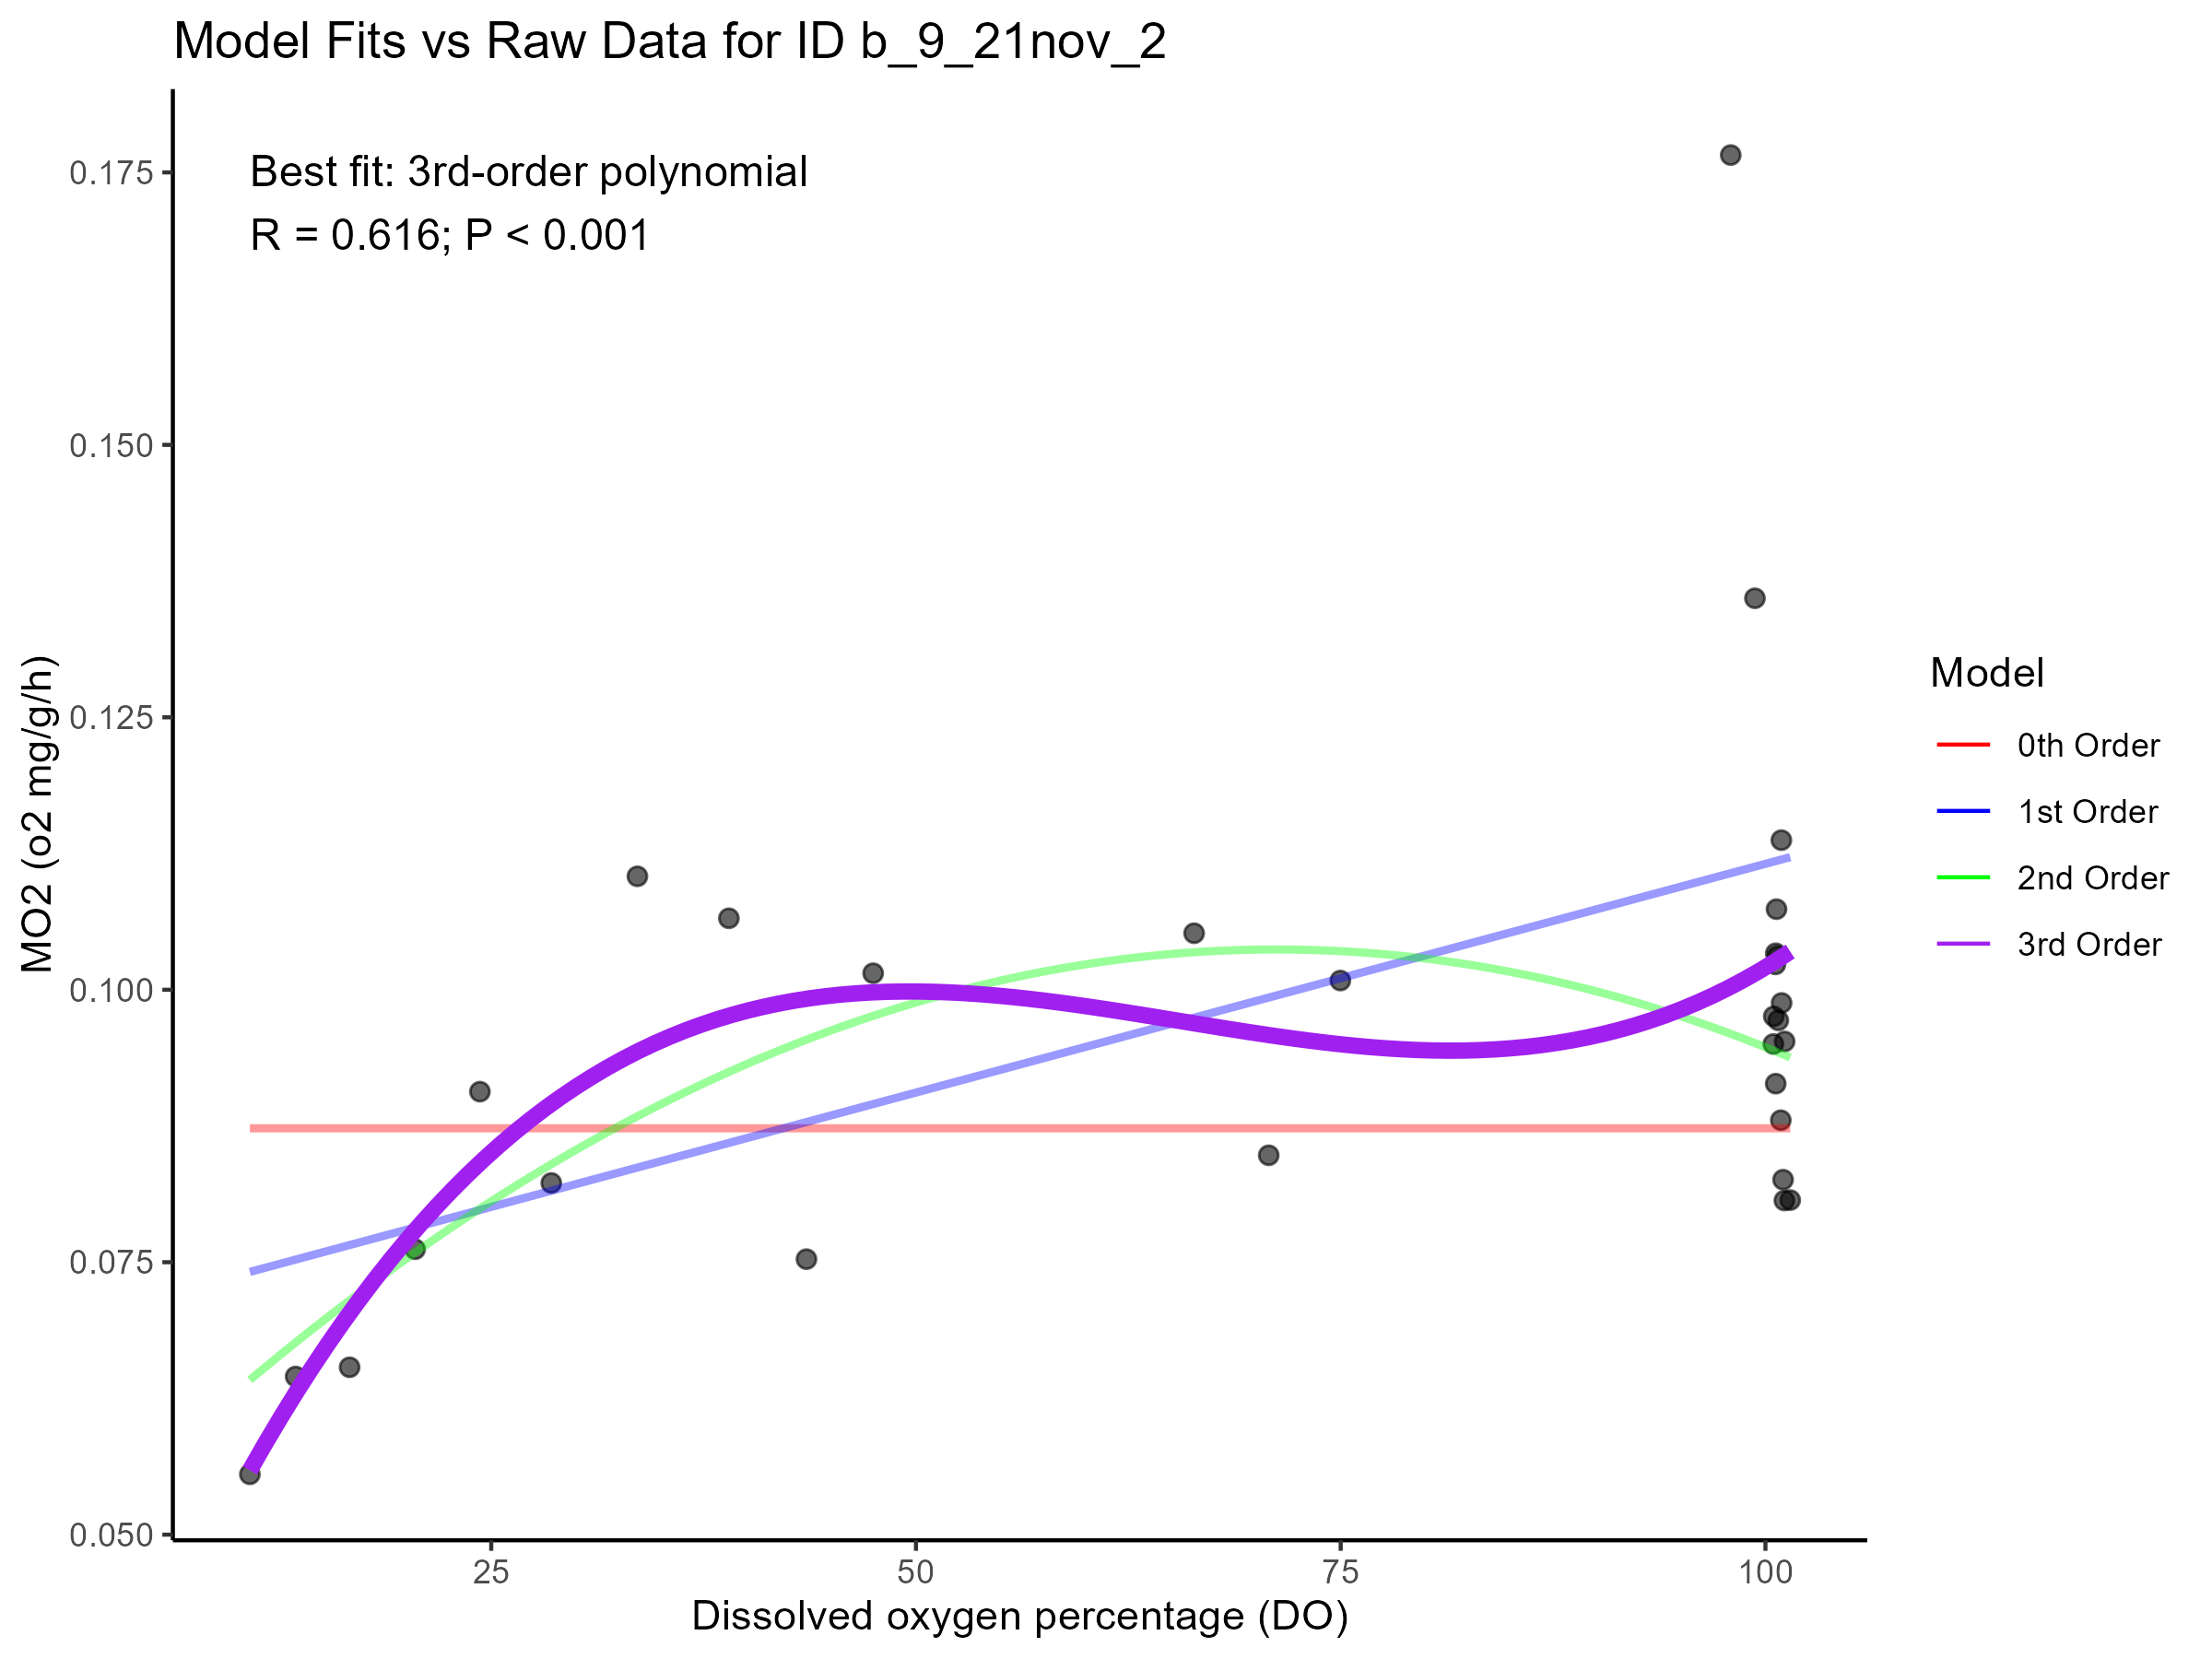 Model Fits vs Raw Data for ID b_9_21nov_2
Best fit: 3rd-order polynomial
R = 0.616; P < 0.001
MO2 (o2 mg/g/h)
0.175
0.150
0.125
0.100
0.075
0.050
25 50 75 100
Dissolved oxygen percentage (DO)
Model
0th Order
1st Order
2nd Order
3rd Order